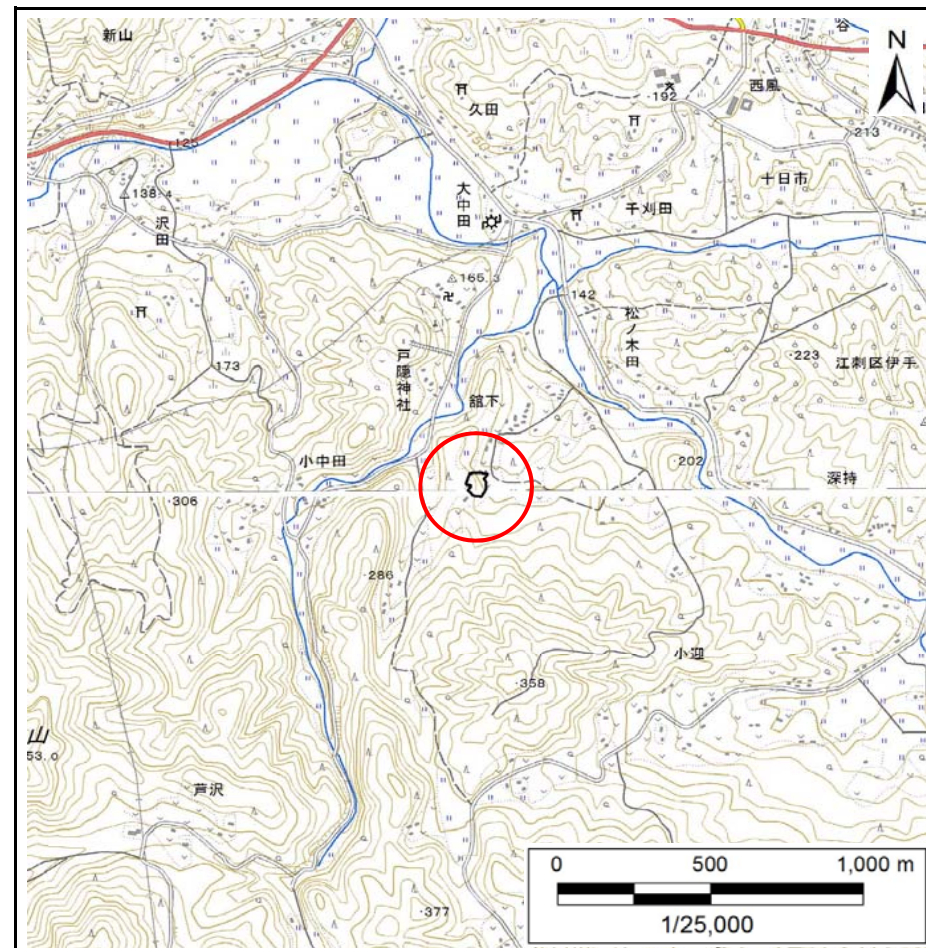 新山
谷
N
久田
・192
西風
125
・213
大中田
十日市
138.4
千刈田
沢田
165.3
142
松ノ木田
・223
江刺区伊手
・173
戸隠神社
舘下
小中田
・202
深持
・306
・286
小迎
・358
山
53.0
芦沢
・377
0
500
1,000 m
1/25,000